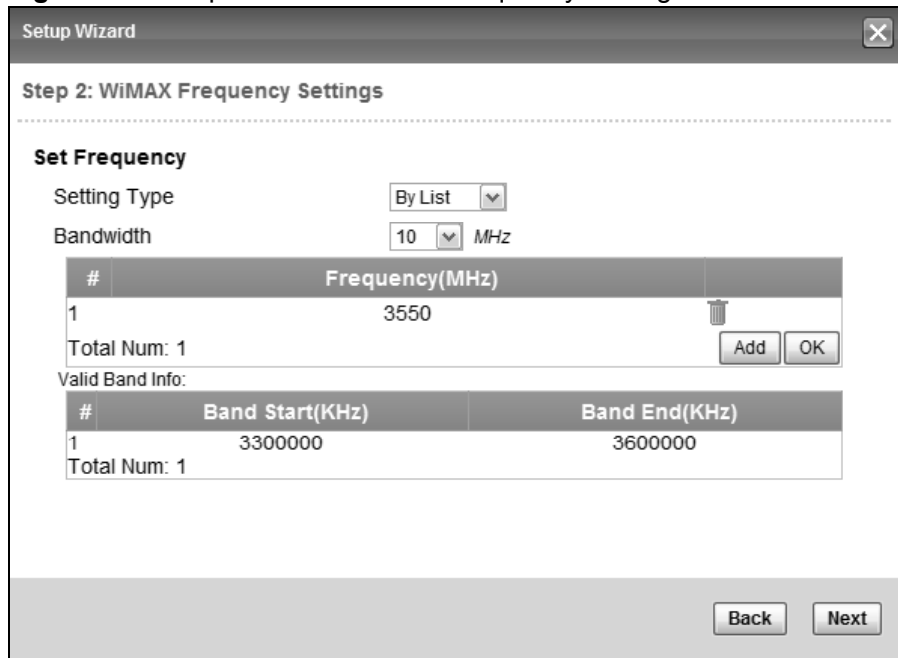 Setup Wizard
Step 2: WiMAX Frequency Settings
Set Frequency
Setting Type By List
Bandwidth 10 MHz
# Frequency(MHz)
1 3550
Total Num: 1 Add OK
Valid Band Info:
# Band Start(KHz) Band End(KHz)
1 3300000 3600000
Total Num: 1
Back Next